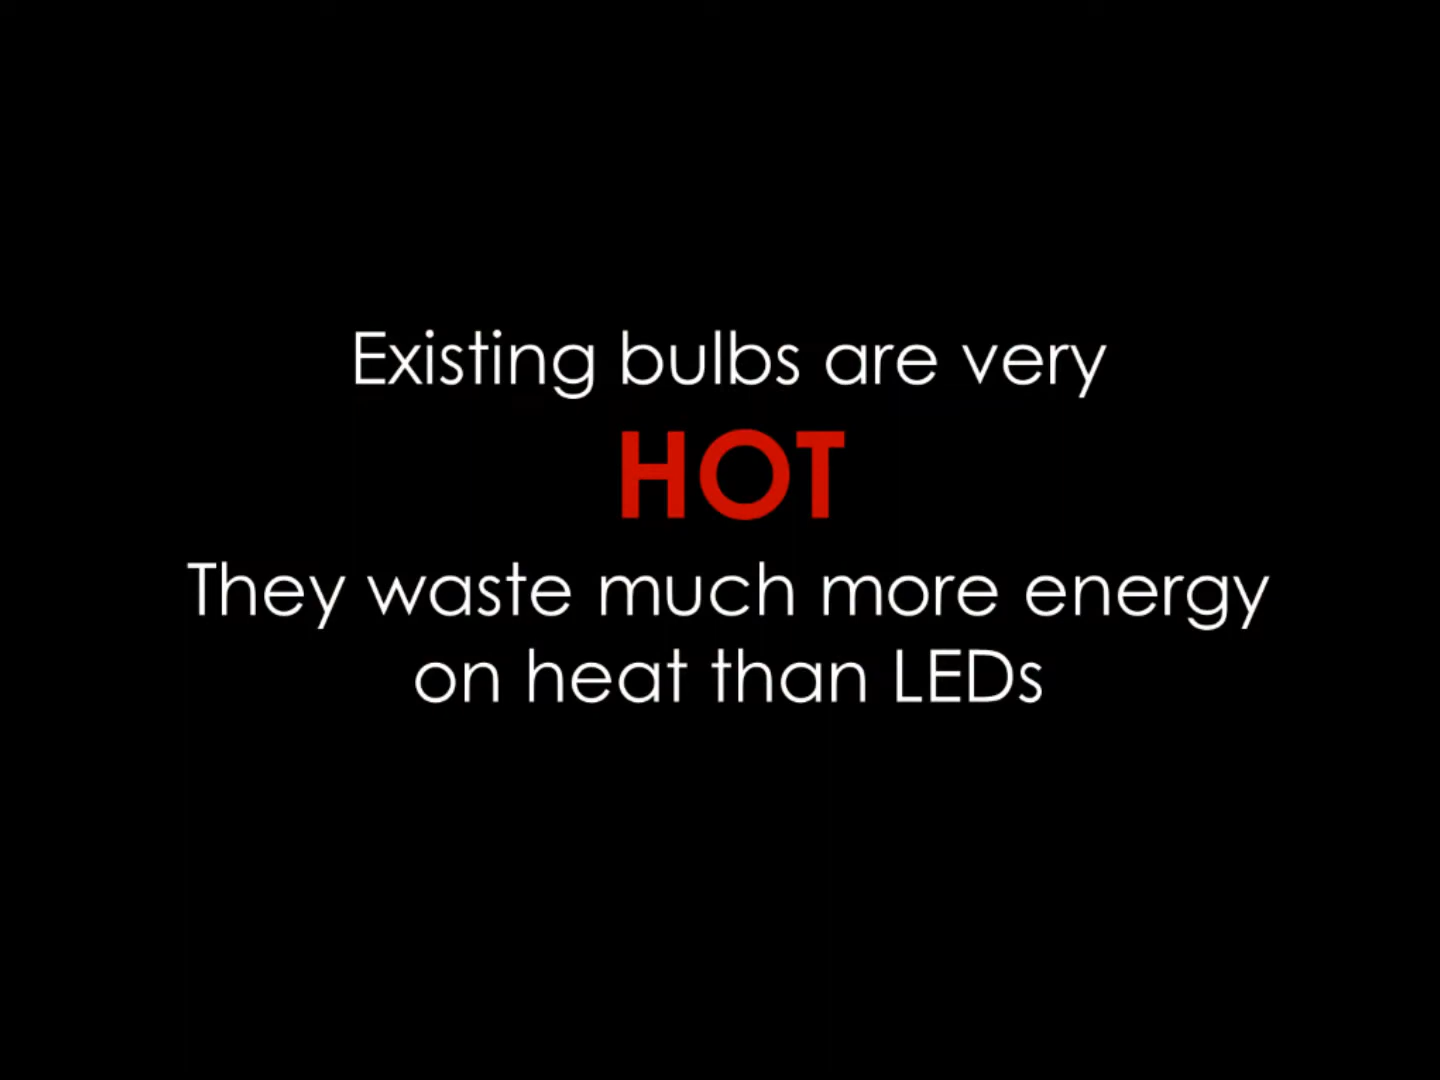 Existing bulbs are very
HOT
They waste much more energy
on heat than LEDs